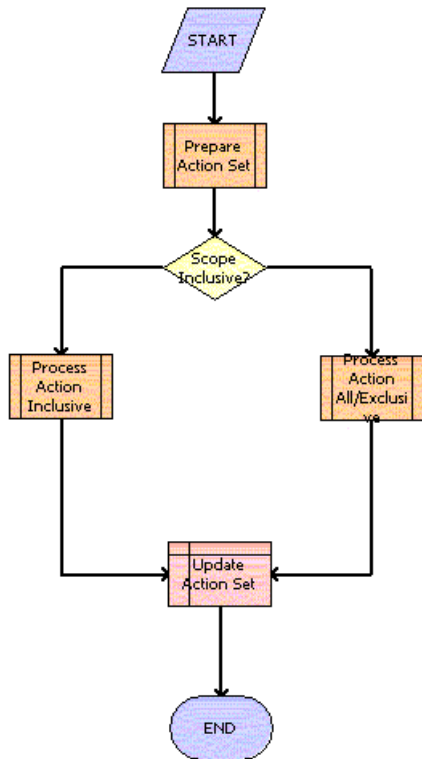 START
Prepare
Action Set
Scope
Inclusive?
Process
Action
Inclusive
Process
Action
All/Exclusi
ve
Update
Action Set
END